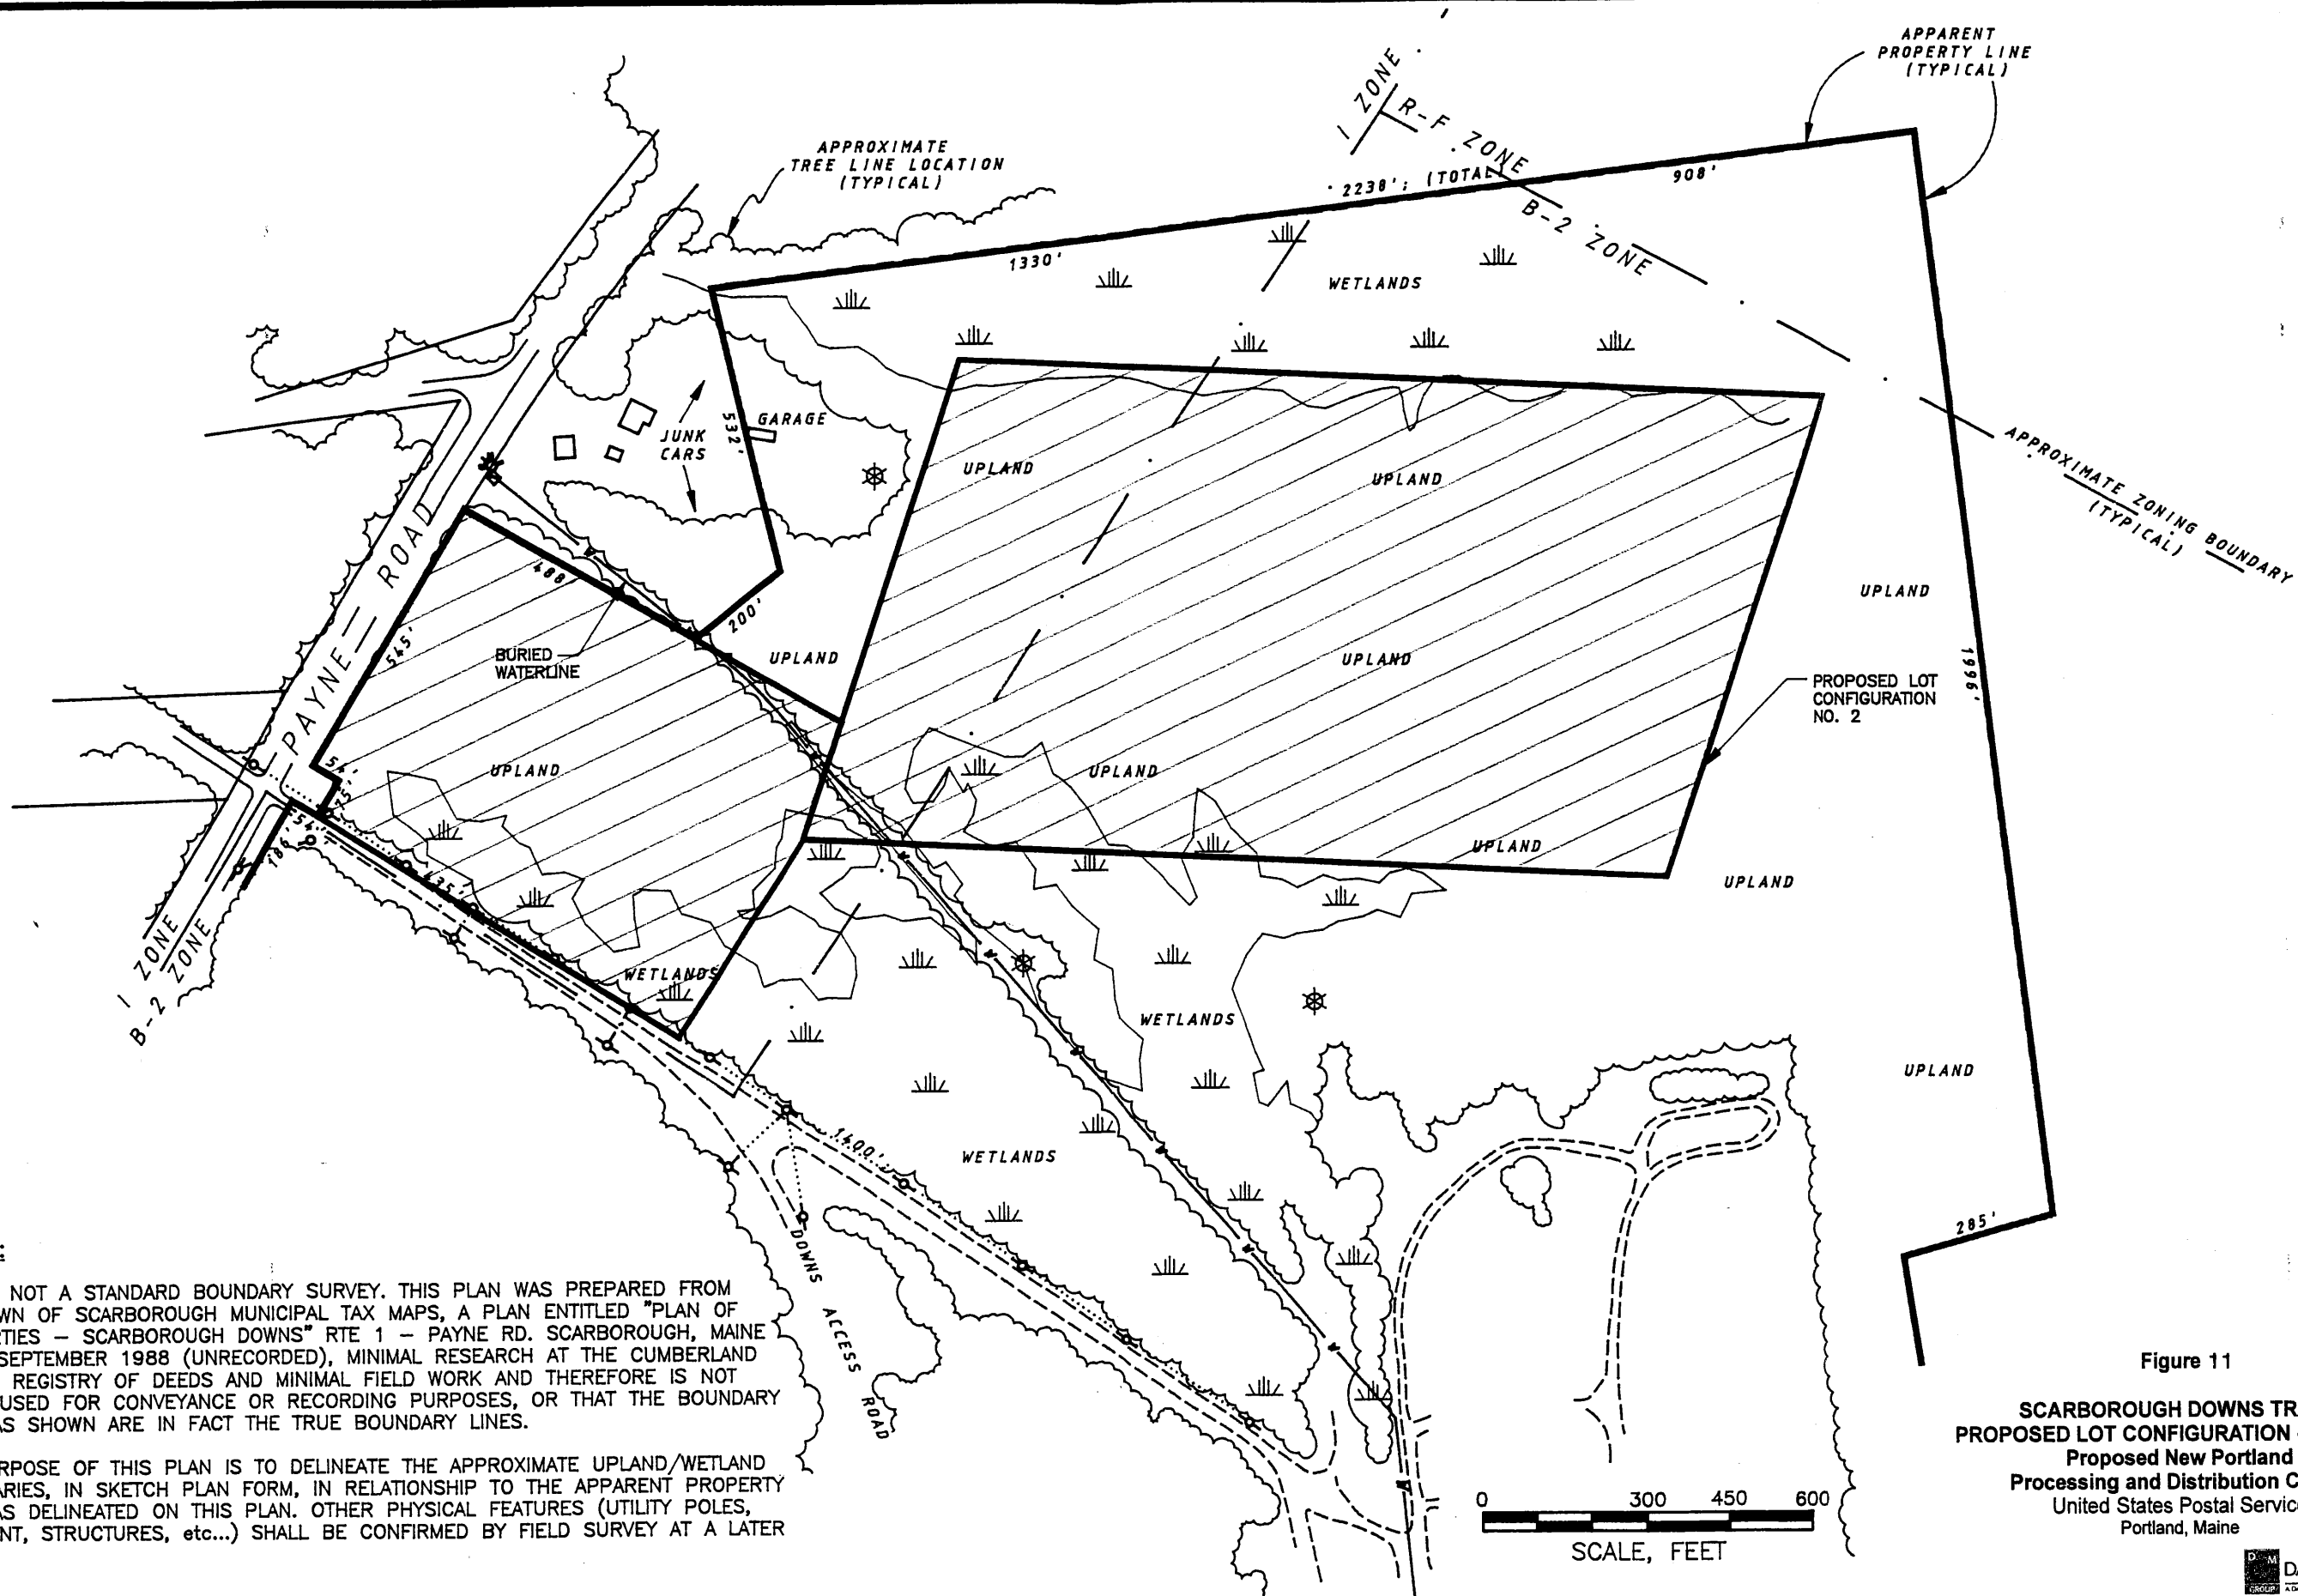 APPARENT
PROPERTY LINE
(TYPICAL)
I ZONE
R-F ZONE
B-2 ZONE
APPROXIMATE
TREE LINE LOCATION
(TYPICAL)
2238'± (TOTAL)
908'
1330'
WETLANDS
532'
GARAGE
JUNK
CARS
UPLAND
UPLAND
APPROXIMATE ZONING BOUNDARY
(TYPICAL)
PAYNE ROAD
488'
200'
545'
BURIED
WATERLINE
UPLAND
UPLAND
UPLAND
1996'
PROPOSED LOT
CONFIGURATION
NO. 2
54'
75'
UPLAND
UPLAND
54'
186'
UPLAND
UPLAND
435'
I ZONE
B-2 ZONE
WETLANDS
WETLANDS
UPLAND
1400'±
WETLANDS
285'
DOWNS ACCESS ROAD
NOT A STANDARD BOUNDARY SURVEY. THIS PLAN WAS PREPARED FROM
OF SCARBOROUGH MUNICIPAL TAX MAPS, A PLAN ENTITLED "PLAN OF
– SCARBOROUGH DOWNS" RTE 1 – PAYNE RD. SCARBOROUGH, MAINE
SEPTEMBER 1988 (UNRECORDED), MINIMAL RESEARCH AT THE CUMBERLAND
REGISTRY OF DEEDS AND MINIMAL FIELD WORK AND THEREFORE IS NOT
USED FOR CONVEYANCE OR RECORDING PURPOSES, OR THAT THE BOUNDARY
AS SHOWN ARE IN FACT THE TRUE BOUNDARY LINES.
OF THIS PLAN IS TO DELINEATE THE APPROXIMATE UPLAND/WETLAND
IN SKETCH PLAN FORM, IN RELATIONSHIP TO THE APPARENT PROPERTY
AS DELINEATED ON THIS PLAN. OTHER PHYSICAL FEATURES (UTILITY POLES,
STRUCTURES, etc...) SHALL BE CONFIRMED BY FIELD SURVEY AT A LATER
0 300 450 600
SCALE, FEET
Figure 11
SCARBOROUGH DOWNS
PROPOSED LOT CONFIGURATION
Proposed New Portland
Processing and Distribution
United States Postal
Portland, Maine
D M
GROUP